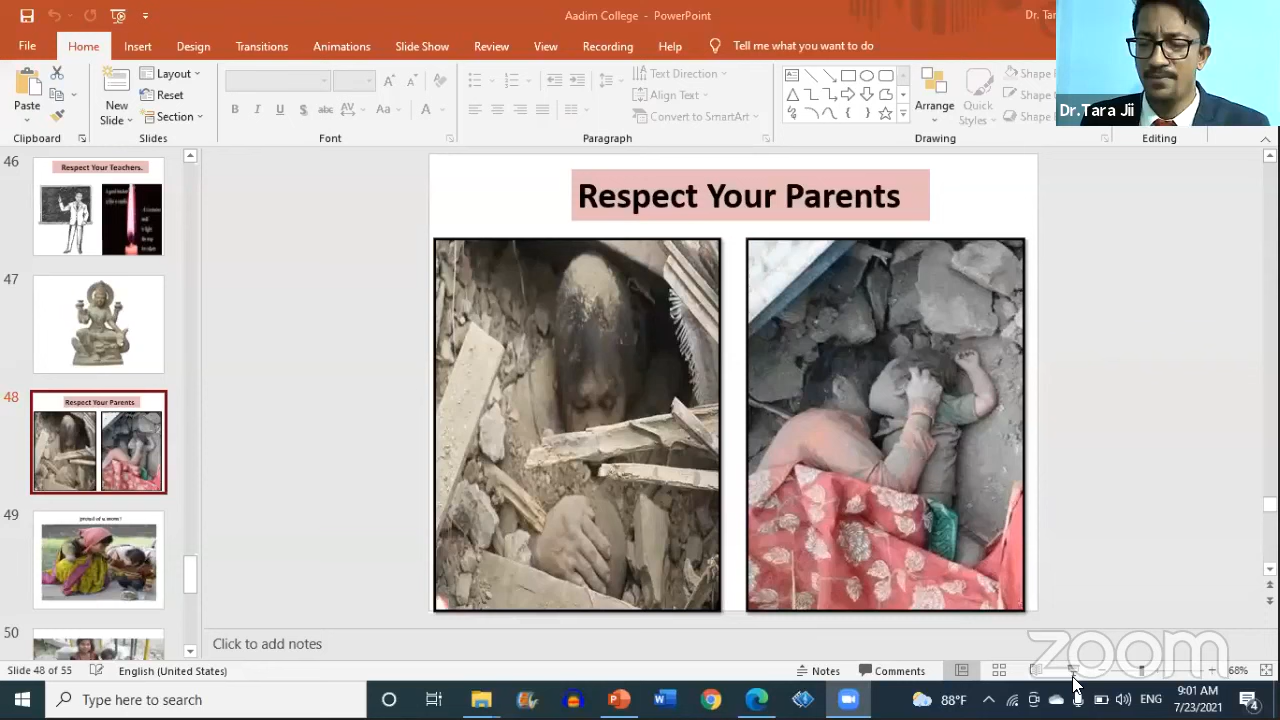 Aadim College - PowerPoint
Dr. Tar
File Home Insert Design Transitions Animations Slide Show Review View Recording Help Tell me what you want to do
Dr.Tara Ji
Paste
New
Slide
Layout
Reset
Section
B I U S abc AV Aa A
Text Direction
Align Text
Convert to SmartArt
Arrange
Quick
Styles
Shape
Shape
Shape
Clipboard Slides Font Paragraph Drawing Editing
46
Respect Your Teachers.
47
48
Respect Your Parents
49
50
Respect Your Parents
Click to add notes
zoom
Slide 48 of 55 English (United States) Notes Comments 68%
Type here to search
88°F ENG
9:01 AM
7/23/2021
4